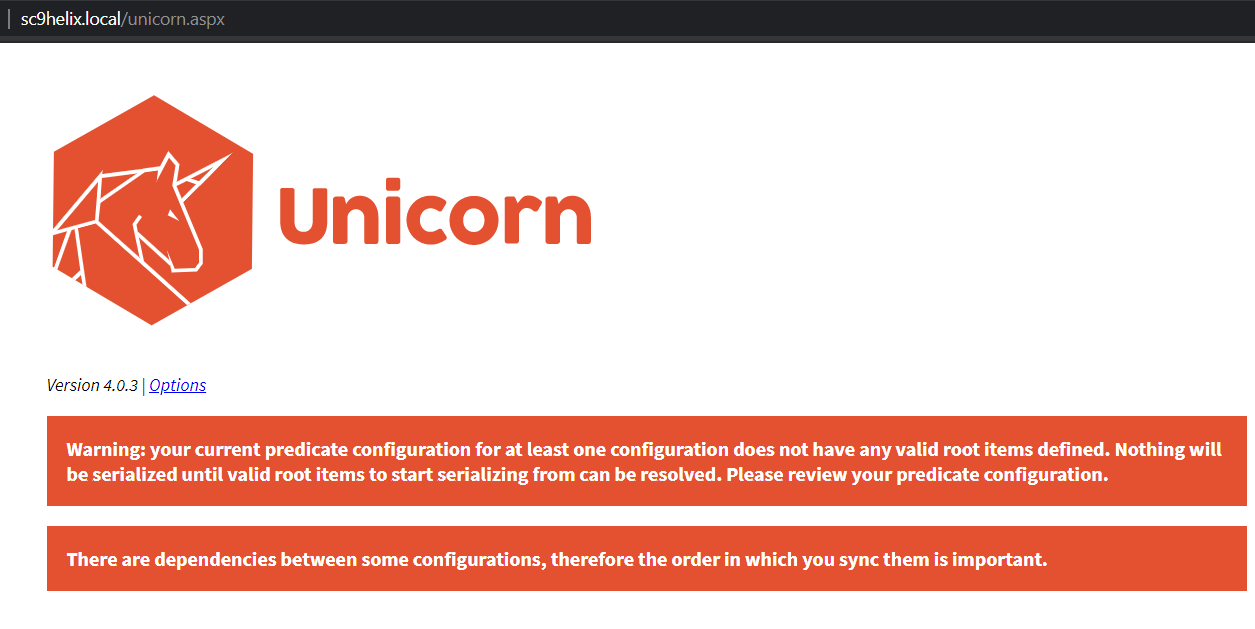 sc9helix.local/unicorn.aspx
Unicorn
Version 4.0.3 | Options
Warning: your current predicate configuration for at least one configuration does not have any valid root items defined. Nothing will
be serialized until valid root items to start serializing from can be resolved. Please review your predicate configuration.
There are dependencies between some configurations, therefore the order in which you sync them is important.